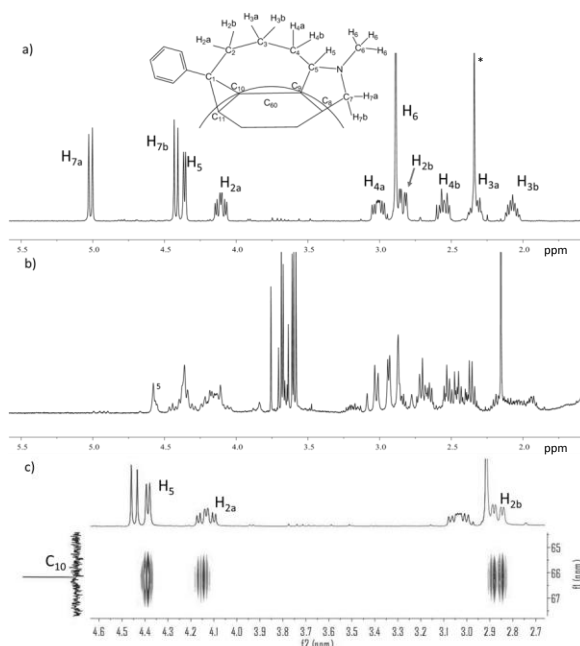 a)
H₂b H₃a H₃b
H₂a H₄a H₄b H₆
C₂ C₃ C₄ H₅ C₆ H₆ H₆
C₁ C₅ N
C₁₀ C₉ C₇ H₇a
C₆₀ C₈
C₁₁ H₇b
H₇a H₇b H₅ H₂a H₄a H₆ H₂b H₄b * H₃a H₃b
5.0 4.5 4.0 3.5 3.0 2.5 2.0 ppm
b)
5
5.0 4.5 4.0 3.5 3.0 2.5 2.0 ppm
c)
H₅ H₂a H₂b
C₁₀
65
66
67
f1 (ppm)
4.6 4.5 4.4 4.3 4.2 4.1 4.0 3.9 3.8 3.7 3.6 3.5 3.4 3.3 3.2 3.1 3.0 2.9 2.8 2.7
f2 (ppm)